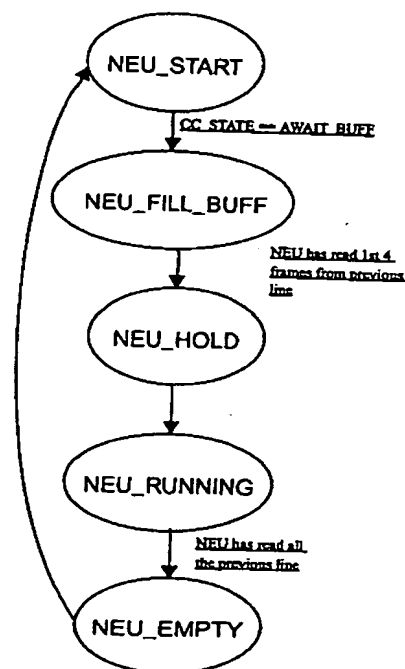 NEU_START
CC_STATE == AWAIT_BUFF
NEU_FILL_BUFF
NEU has read 1st 4
frames from previous
line
NEU_HOLD
NEU_RUNNING
NEU has read all
the previous line
NEU_EMPTY